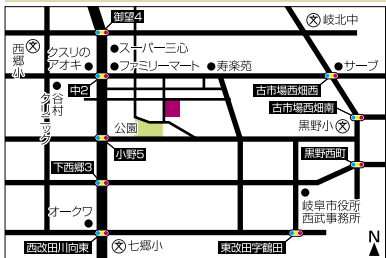 御望4
岐北中
西郷小
クスリの
アオキ
スーパー三心
ファミリーマート
寿楽苑
サーブ
中2
古市場西畑西
谷村
クリニック
古市場西畑南
公園
黒野小
小野5
黒野西町
下西郷3
岐阜市役所
西武事務所
オークワ
西改田川向東
七郷小
東改田字鶴田
N